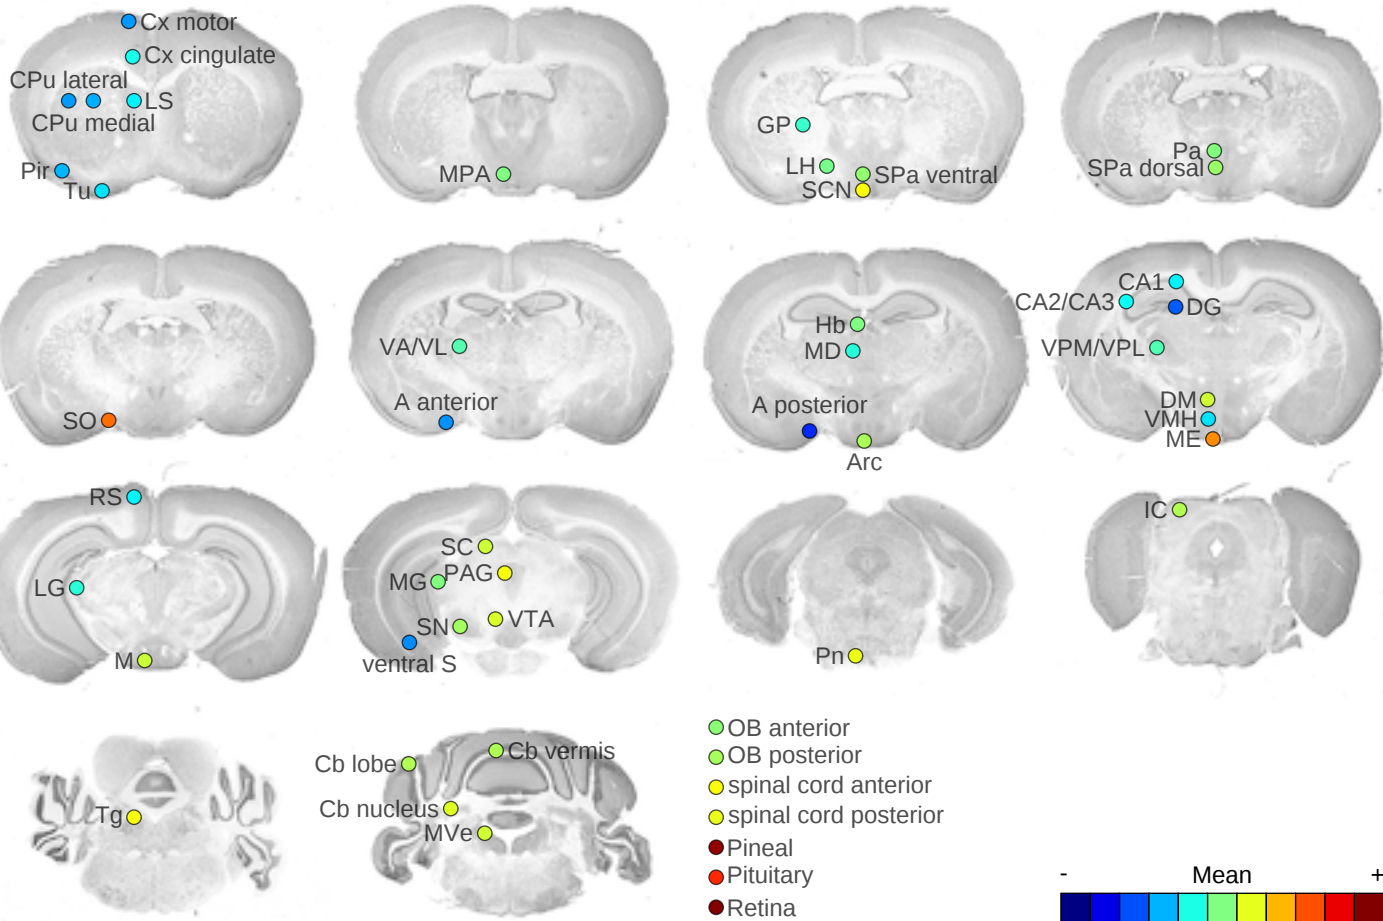 Cx motor
Cx cingulate
CPu lateral
LS
CPu medial
Pir
Tu
MPA
GP
LH
SPa ventral
SCN
Pa
SPa dorsal
SO
VA/VL
A anterior
Hb
MD
A posterior
Arc
CA1
CA2/CA3
DG
VPM/VPL
DM
VMH
ME
RS
LG
M
SC
MG
PAG
SN
VTA
ventral S
Pn
IC
Tg
Cb lobe
Cb vermis
Cb nucleus
MVe
OB anterior
OB posterior
spinal cord anterior
spinal cord posterior
Pineal
Pituitary
Retina
- Mean +